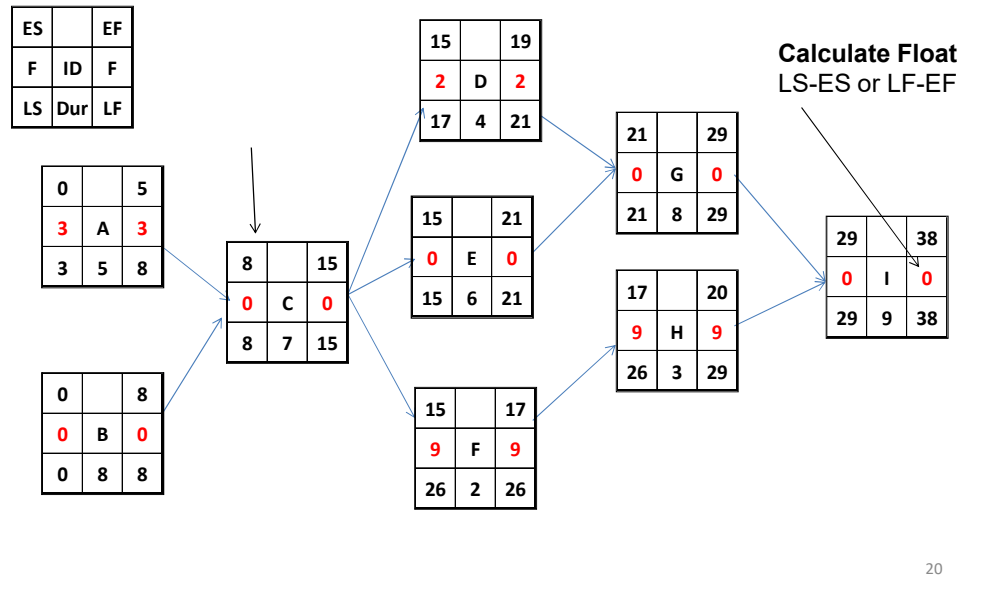 ES EF
F ID F
LS Dur LF
0 5
3 A 3
3 5 8
0 8
0 B 0
0 8 8
8 15
0 C 0
8 7 15
15 19
2 D 2
17 4 21
15 21
0 E 0
15 6 21
15 17
9 F 9
26 2 26
21 29
0 G 0
21 8 29
17 20
9 H 9
26 3 29
Calculate Float
LS-ES or LF-EF
29 38
0 I 0
29 9 38
20